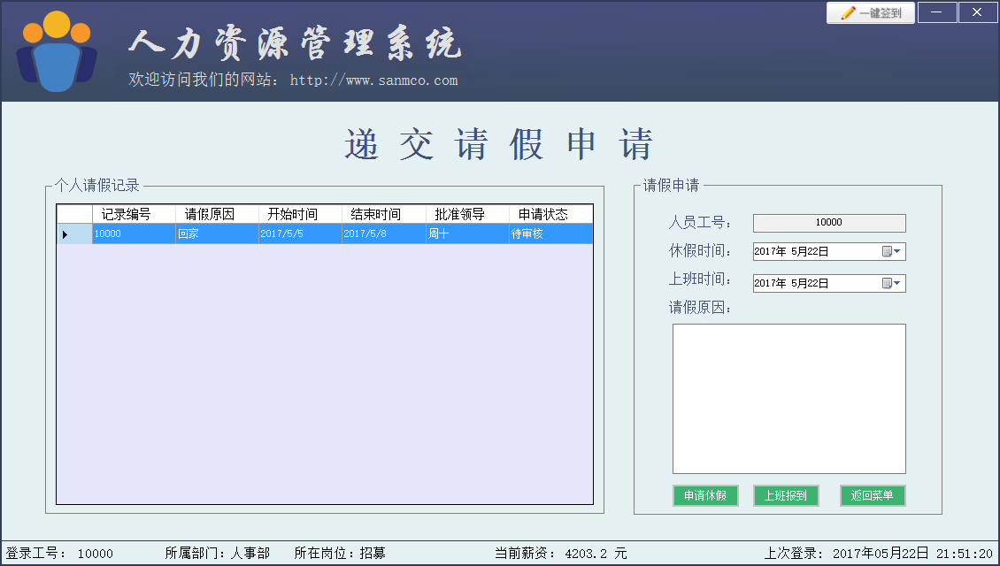 一键签到
人力资源管理系统
欢迎访问我们的网站: http://www.sanmco.com
递交请假申请
个人请假记录
记录编号 请假原因 开始时间 结束时间 批准领导 申请状态
10000 回家 2017/5/5 2017/5/8 周十 待审核
请假申请
人员工号: 10000
休假时间: 2017年 5月22日
上班时间: 2017年 5月22日
请假原因:
申请休假 上班报到 返回菜单
登录工号: 10000 所属部门:人事部 所在岗位:招募 当前薪资: 4203.2 元 上次登录: 2017年05月22日 21:51:20